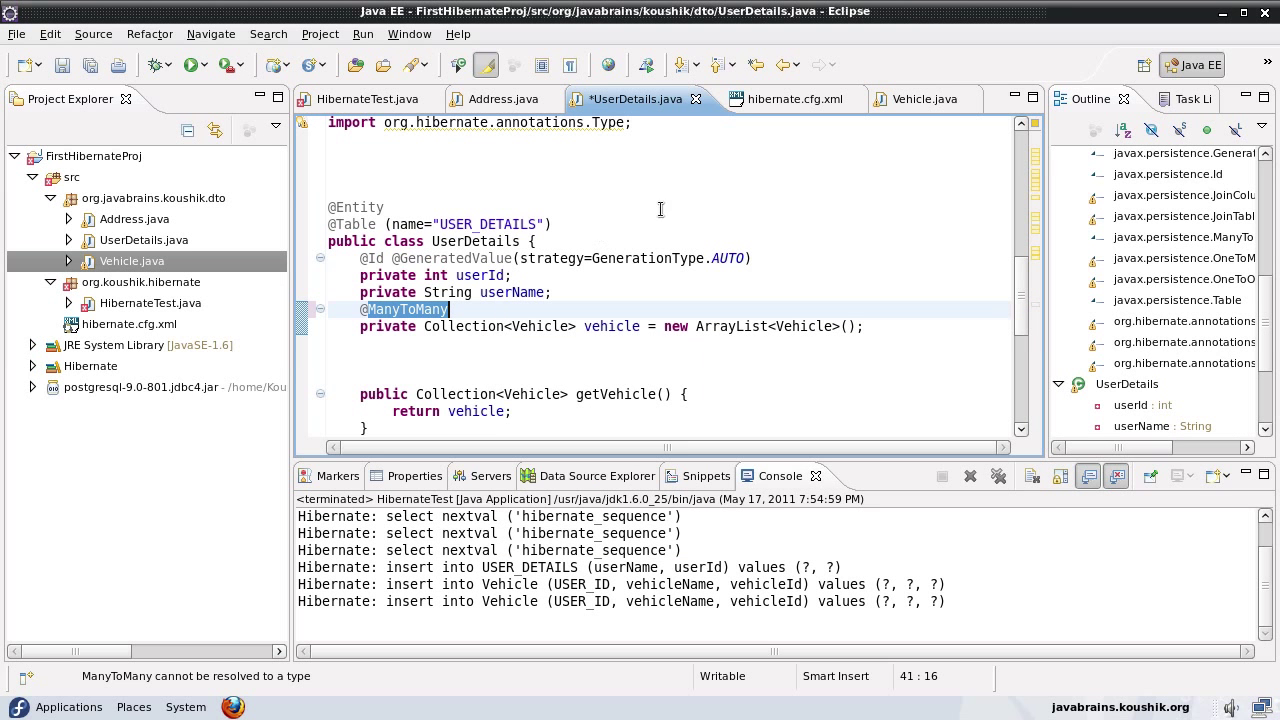 Java EE - FirstHibernateProj/src/org/javabrains/koushik/dto/UserDetails.java - Eclipse
File Edit Source Refactor Navigate Search Project Run Window Help
Java EE
Project Explorer
FirstHibernateProj
src
org.javabrains.koushik.dto
Address.java
UserDetails.java
Vehicle.java
org.koushik.hibernate
HibernateTest.java
hibernate.cfg.xml
JRE System Library [JavaSE-1.6]
Hibernate
postgresql-9.0-801.jdbc4.jar - /home/Kou
HibernateTest.java Address.java *UserDetails.java hibernate.cfg.xml Vehicle.java
import org.hibernate.annotations.Type;
@Entity
@Table (name="USER_DETAILS")
public class UserDetails {
@Id @GeneratedValue(strategy=GenerationType.AUTO)
private int userId;
private String userName;
@ManyToMany
private Collection<Vehicle> vehicle = new ArrayList<Vehicle>();
public Collection<Vehicle> getVehicle() {
return vehicle;
}
Outline Task Li
javax.persistence.Generat
javax.persistence.Id
javax.persistence.JoinColu
javax.persistence.JoinTabl
javax.persistence.ManyTo
javax.persistence.OneToM
javax.persistence.OneToO
javax.persistence.Table
org.hibernate.annotations
org.hibernate.annotations
org.hibernate.annotations
UserDetails
userId : int
userName : String
Markers Properties Servers Data Source Explorer Snippets Console
<terminated> HibernateTest [Java Application] /usr/java/jdk1.6.0_25/bin/java (May 17, 2011 7:54:59 PM)
Hibernate: select nextval ('hibernate_sequence')
Hibernate: select nextval ('hibernate_sequence')
Hibernate: select nextval ('hibernate_sequence')
Hibernate: insert into USER_DETAILS (userName, userId) values (?, ?)
Hibernate: insert into Vehicle (USER_ID, vehicleName, vehicleId) values (?, ?, ?)
Hibernate: insert into Vehicle (USER_ID, vehicleName, vehicleId) values (?, ?, ?)
ManyToMany cannot be resolved to a type Writable Smart Insert 41 : 16
Applications Places System javabrains.koushik.org